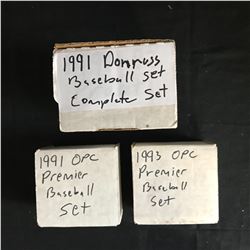 1991 Donruss
Baseball set
Complete Set
1991 OPC
Premier
Baseball
Set
1993 OPC
Premier
Baseball
Set